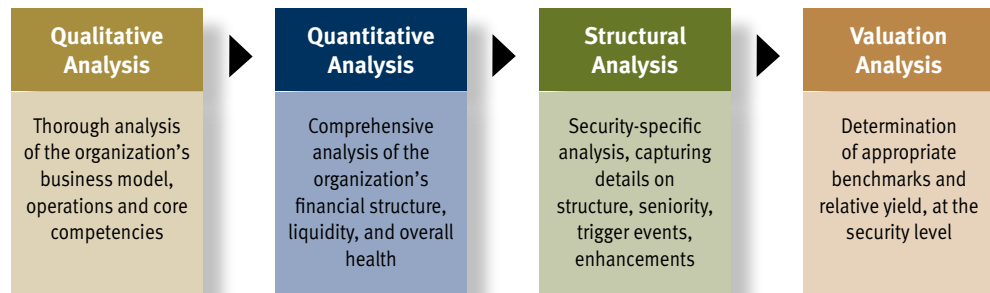 Qualitative
Analysis
Thorough analysis
of the organization's
business model,
operations and core
competencies
Quantitative
Analysis
Comprehensive
analysis of the
organization's
financial structure,
liquidity, and overall
health
Structural
Analysis
Security-specific
analysis, capturing
details on
structure, seniority,
trigger events,
enhancements
Valuation
Analysis
Determination
of appropriate
benchmarks and
relative yield, at the
security level